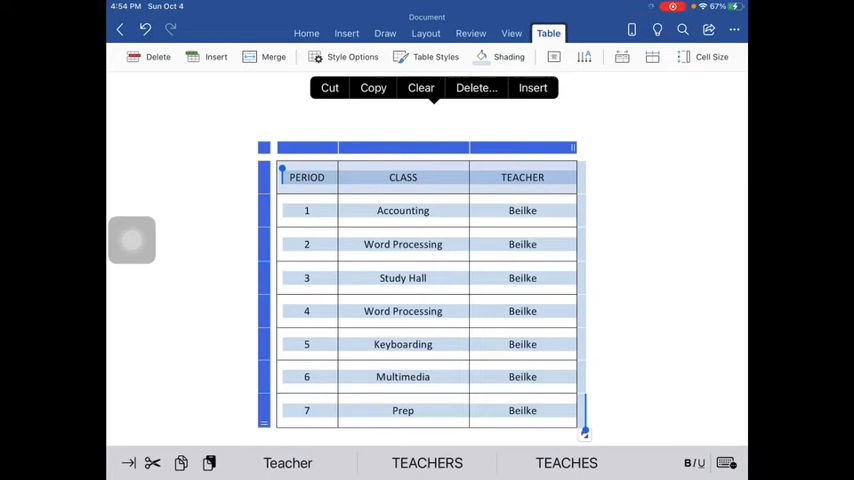 4:54 PM Sun Oct 4
67%
Document
Home Insert Draw Layout Review View Table
Delete Insert Merge Style Options Table Styles Shading Cell Size
Cut Copy Clear Delete... Insert
PERIOD CLASS TEACHER
1 Accounting Beilke
2 Word Processing Beilke
3 Study Hall Beilke
4 Word Processing Beilke
5 Keyboarding Beilke
6 Multimedia Beilke
7 Prep Beilke
Teacher TEACHERS TEACHES
B I U